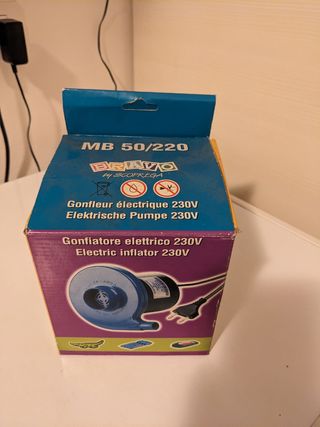 MB 50/220
BRAVO
by SCOPREGA
Gonfleur électrique 230V
Elektrische Pumpe 230V
Gonfiatore elettrico 230V
Electric inflator 230V